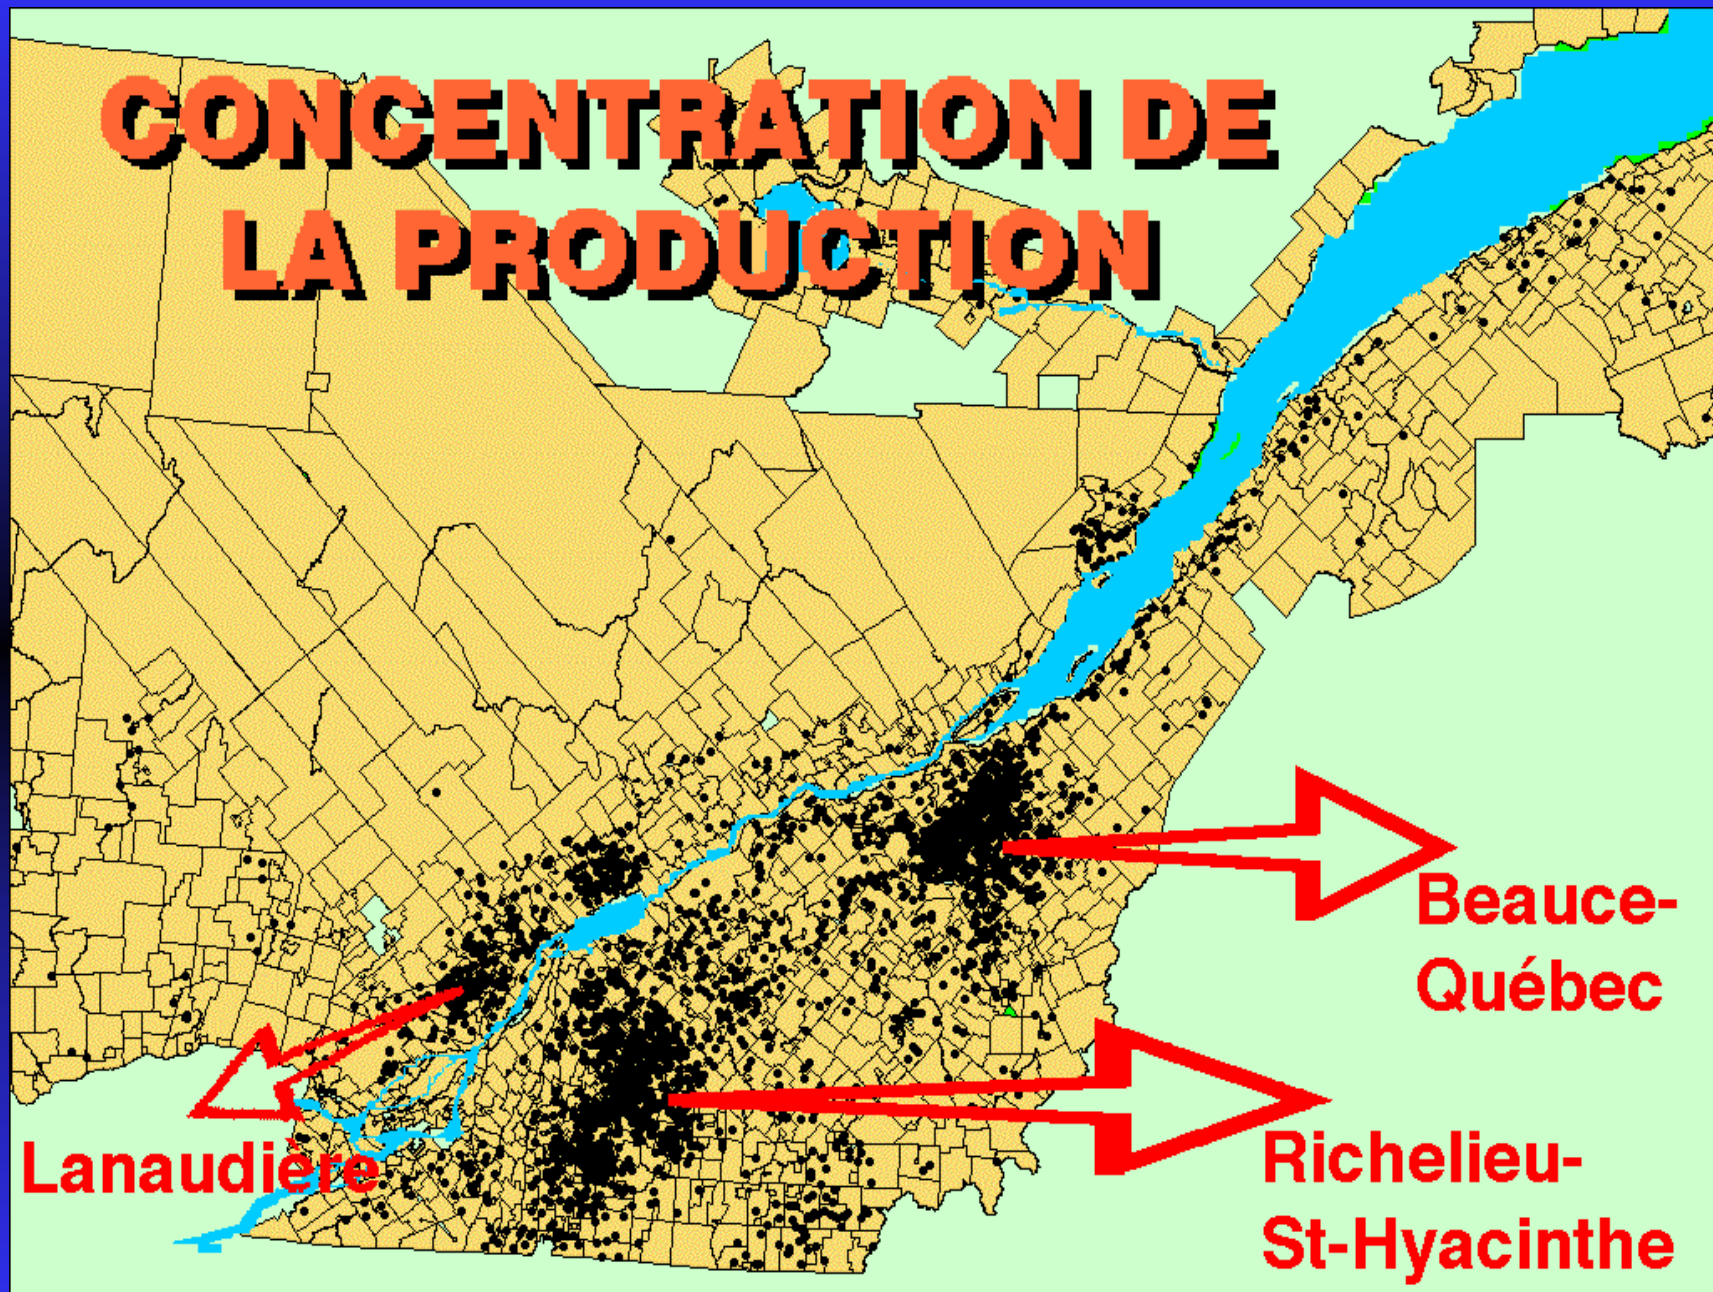 CONCENTRATION DE
LA PRODUCTION
Beauce-
Québec
Lanaudière
Richelieu-
St-Hyacinthe